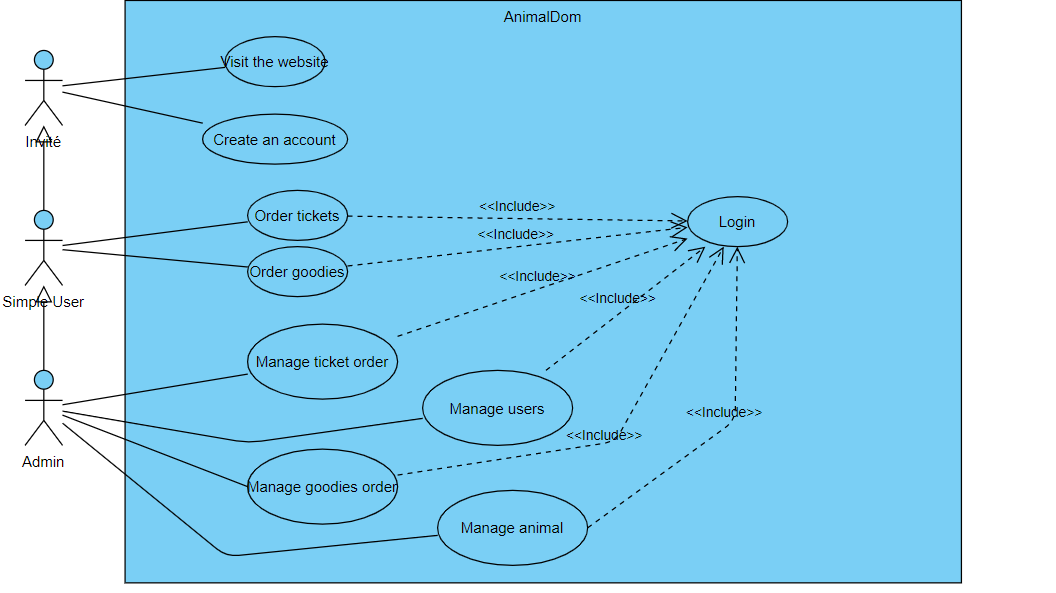 AnimalDom
Visit the website
Invité
Create an account
Order tickets
<<Include>>
Login
<<Include>>
Order goodies
<<Include>>
Simple User
<<Include>>
Manage ticket order
Manage users
<<Include>>
<<Include>>
Admin
Manage goodies order
Manage animal